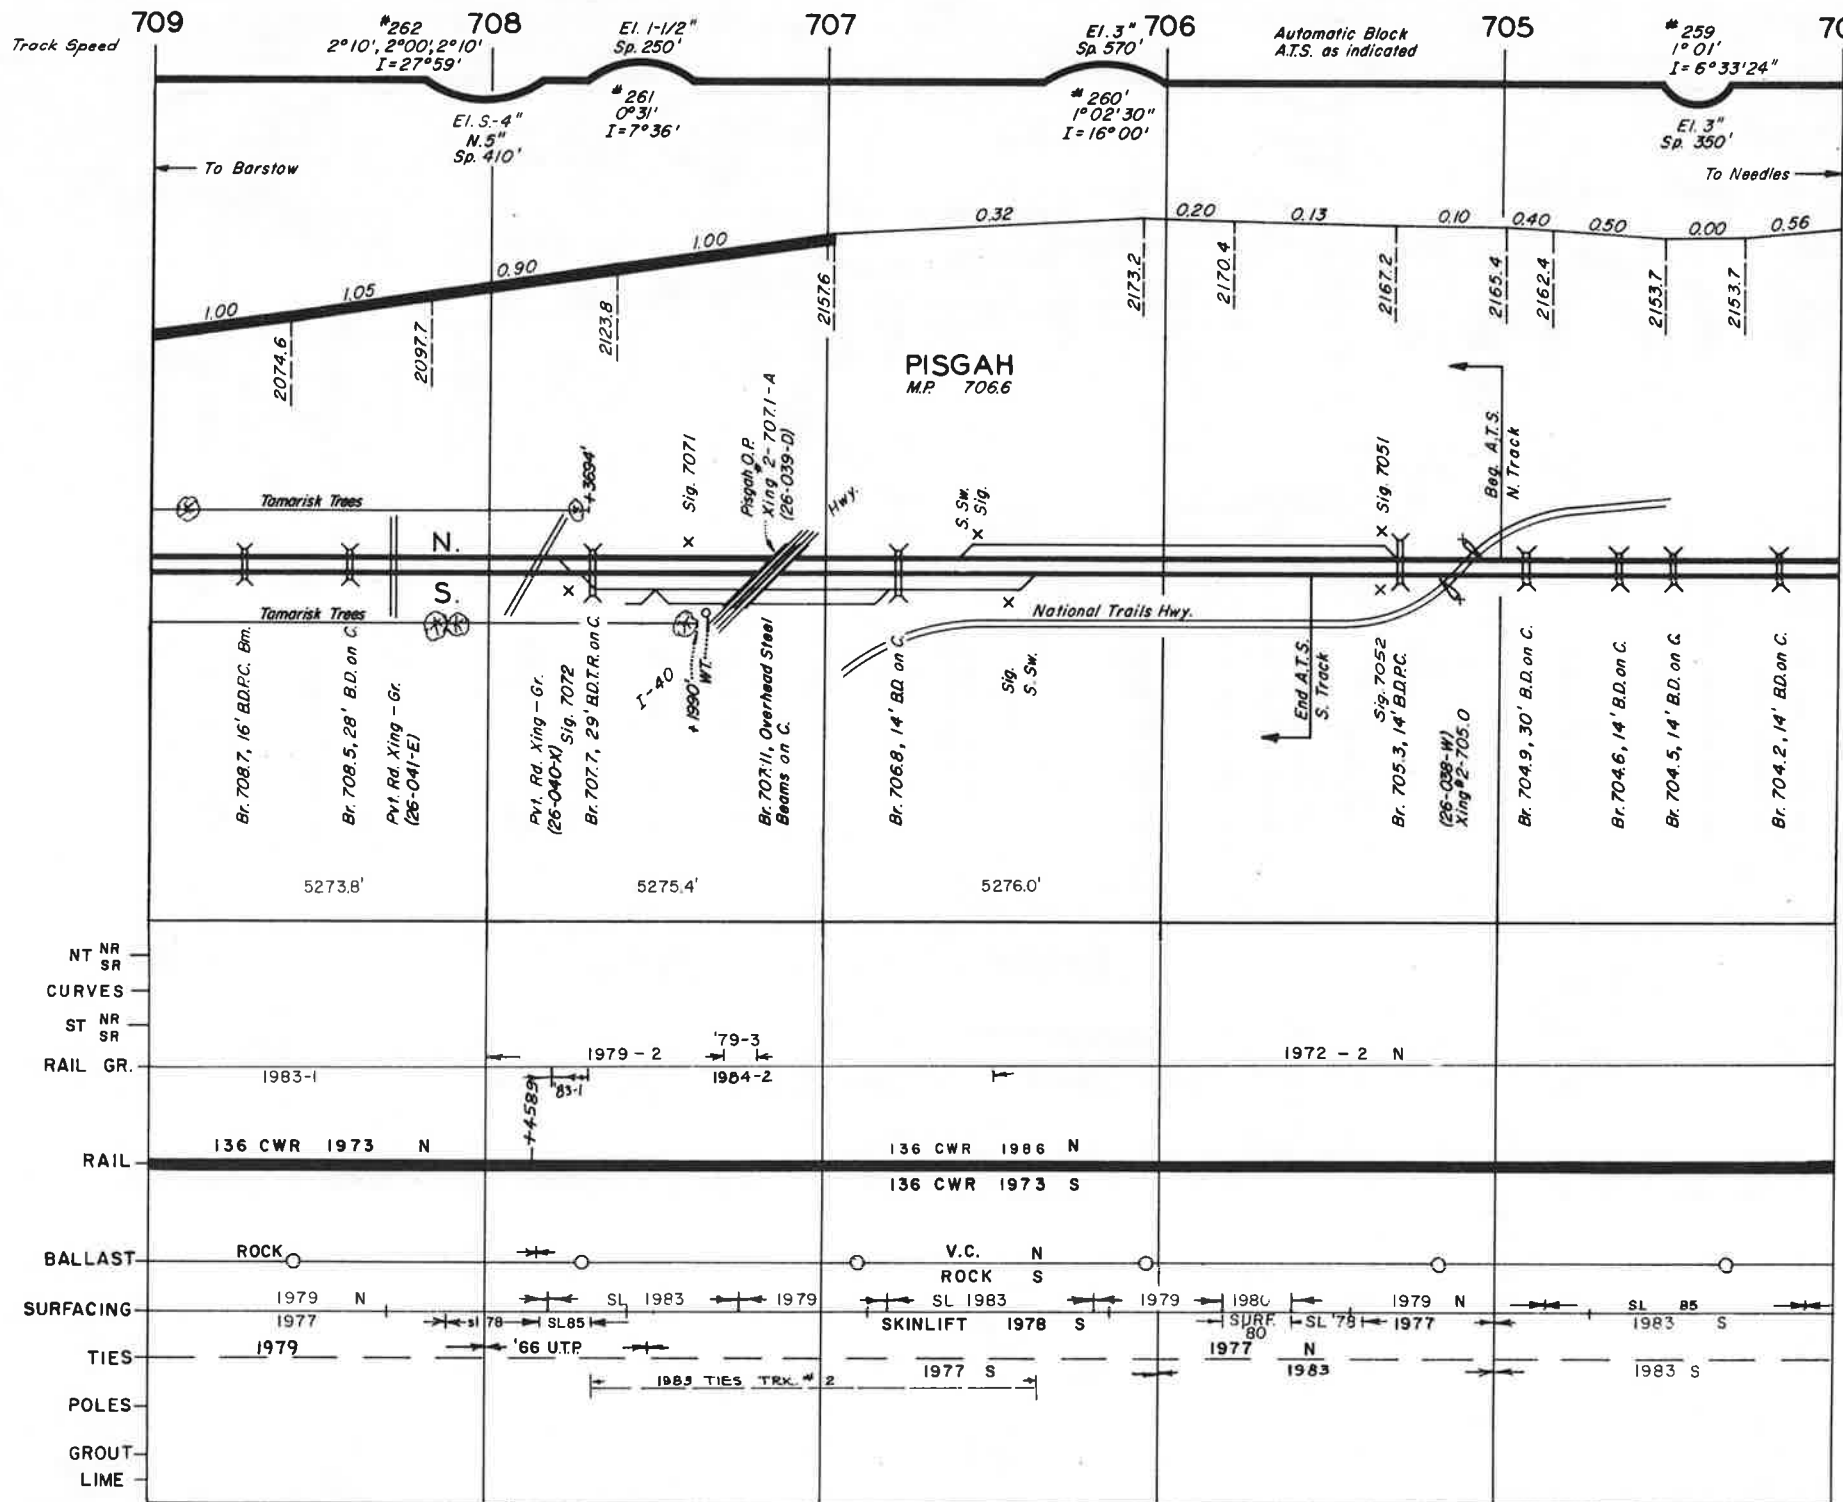 709
708
707
706
705
70
Track Speed
#262
2°10', 2°00', 2°10'
I=27°59'
El. 1-1/2"
Sp. 250'
El. 3"
Sp. 570'
Automatic Block
A.T.S. as indicated
#259
1°01'
I=6°33'24"
El. S.-4"
N. 5"
Sp. 410'
#261
0°31'
I=7°36'
#260'
1°02'30"
I=16°00'
El. 3"
Sp. 350'
To Barstow
To Needles
1.00
1.05
0.90
1.00
0.32
0.20
0.13
0.10
0.40
0.50
0.00
0.56
2074.6
2097.7
2123.8
2157.6
2173.2
2170.4
2167.2
2165.4
2162.4
2153.7
2153.7
PISGAH
M.P. 706.6
Tamarisk Trees
++3694'
Sig. 7071
Pisgah O.P.
Xing # 2-707.1-A
(26-039-D)
Hwy.
S. Sw.
Sig.
Sig. 7051
Beg. A.T.S.
N. Track
N.
S.
Tamarisk Trees
I-40
+1990'
WT.
National Trails Hwy.
Br. 708.7, 16' B.D.P.C. Bm.
Br. 708.5, 28' B.D. on C.
Pvt. Rd. Xing - Gr.
(26-041-E)
Pvt. Rd. Xing - Gr.
(26-040-X)
Sig. 7072
Br. 707.7, 29' B.D.T.R. on C.
Br. 707.11, Overhead Steel
Beams on C.
Br. 706.8, 14' B.D. on C.
Sig.
S. Sw.
End A.T.S.
S. Track
Sig. 7052
Br. 705.3, 14' B.D.P.C.
(26-038-W)
Xing #2-705.0
Br. 704.9, 30' B.D. on C.
Br. 704.6, 14' B.D. on C.
Br. 704.5, 14' B.D. on C.
Br. 704.2, 14' B.D. on C.
5273.8'
5275.4'
5276.0'
NT NR
SR
CURVES
ST NR
SR
RAIL GR.
1979 - 2
'79-3
1972 - 2 N
1983-1
'83-1
1984-2
+4589'
RAIL
136 CWR 1973 N
136 CWR 1986 N
136 CWR 1973 S
BALLAST
ROCK
V.C. N
ROCK S
SURFACING
1979 N
SL 1983
1979
SL 1983
1979
1980
1979 N
SL 85
1977
sl 78
SL85
SKINLIFT 1978 S
SURF.
80
SL '78
1977
1983 S
TIES
1979
'66 U.T.P.
1977 N
1977 S
1983
1983 S
1983 TIES TRK. # 2
POLES
GROUT
LIME